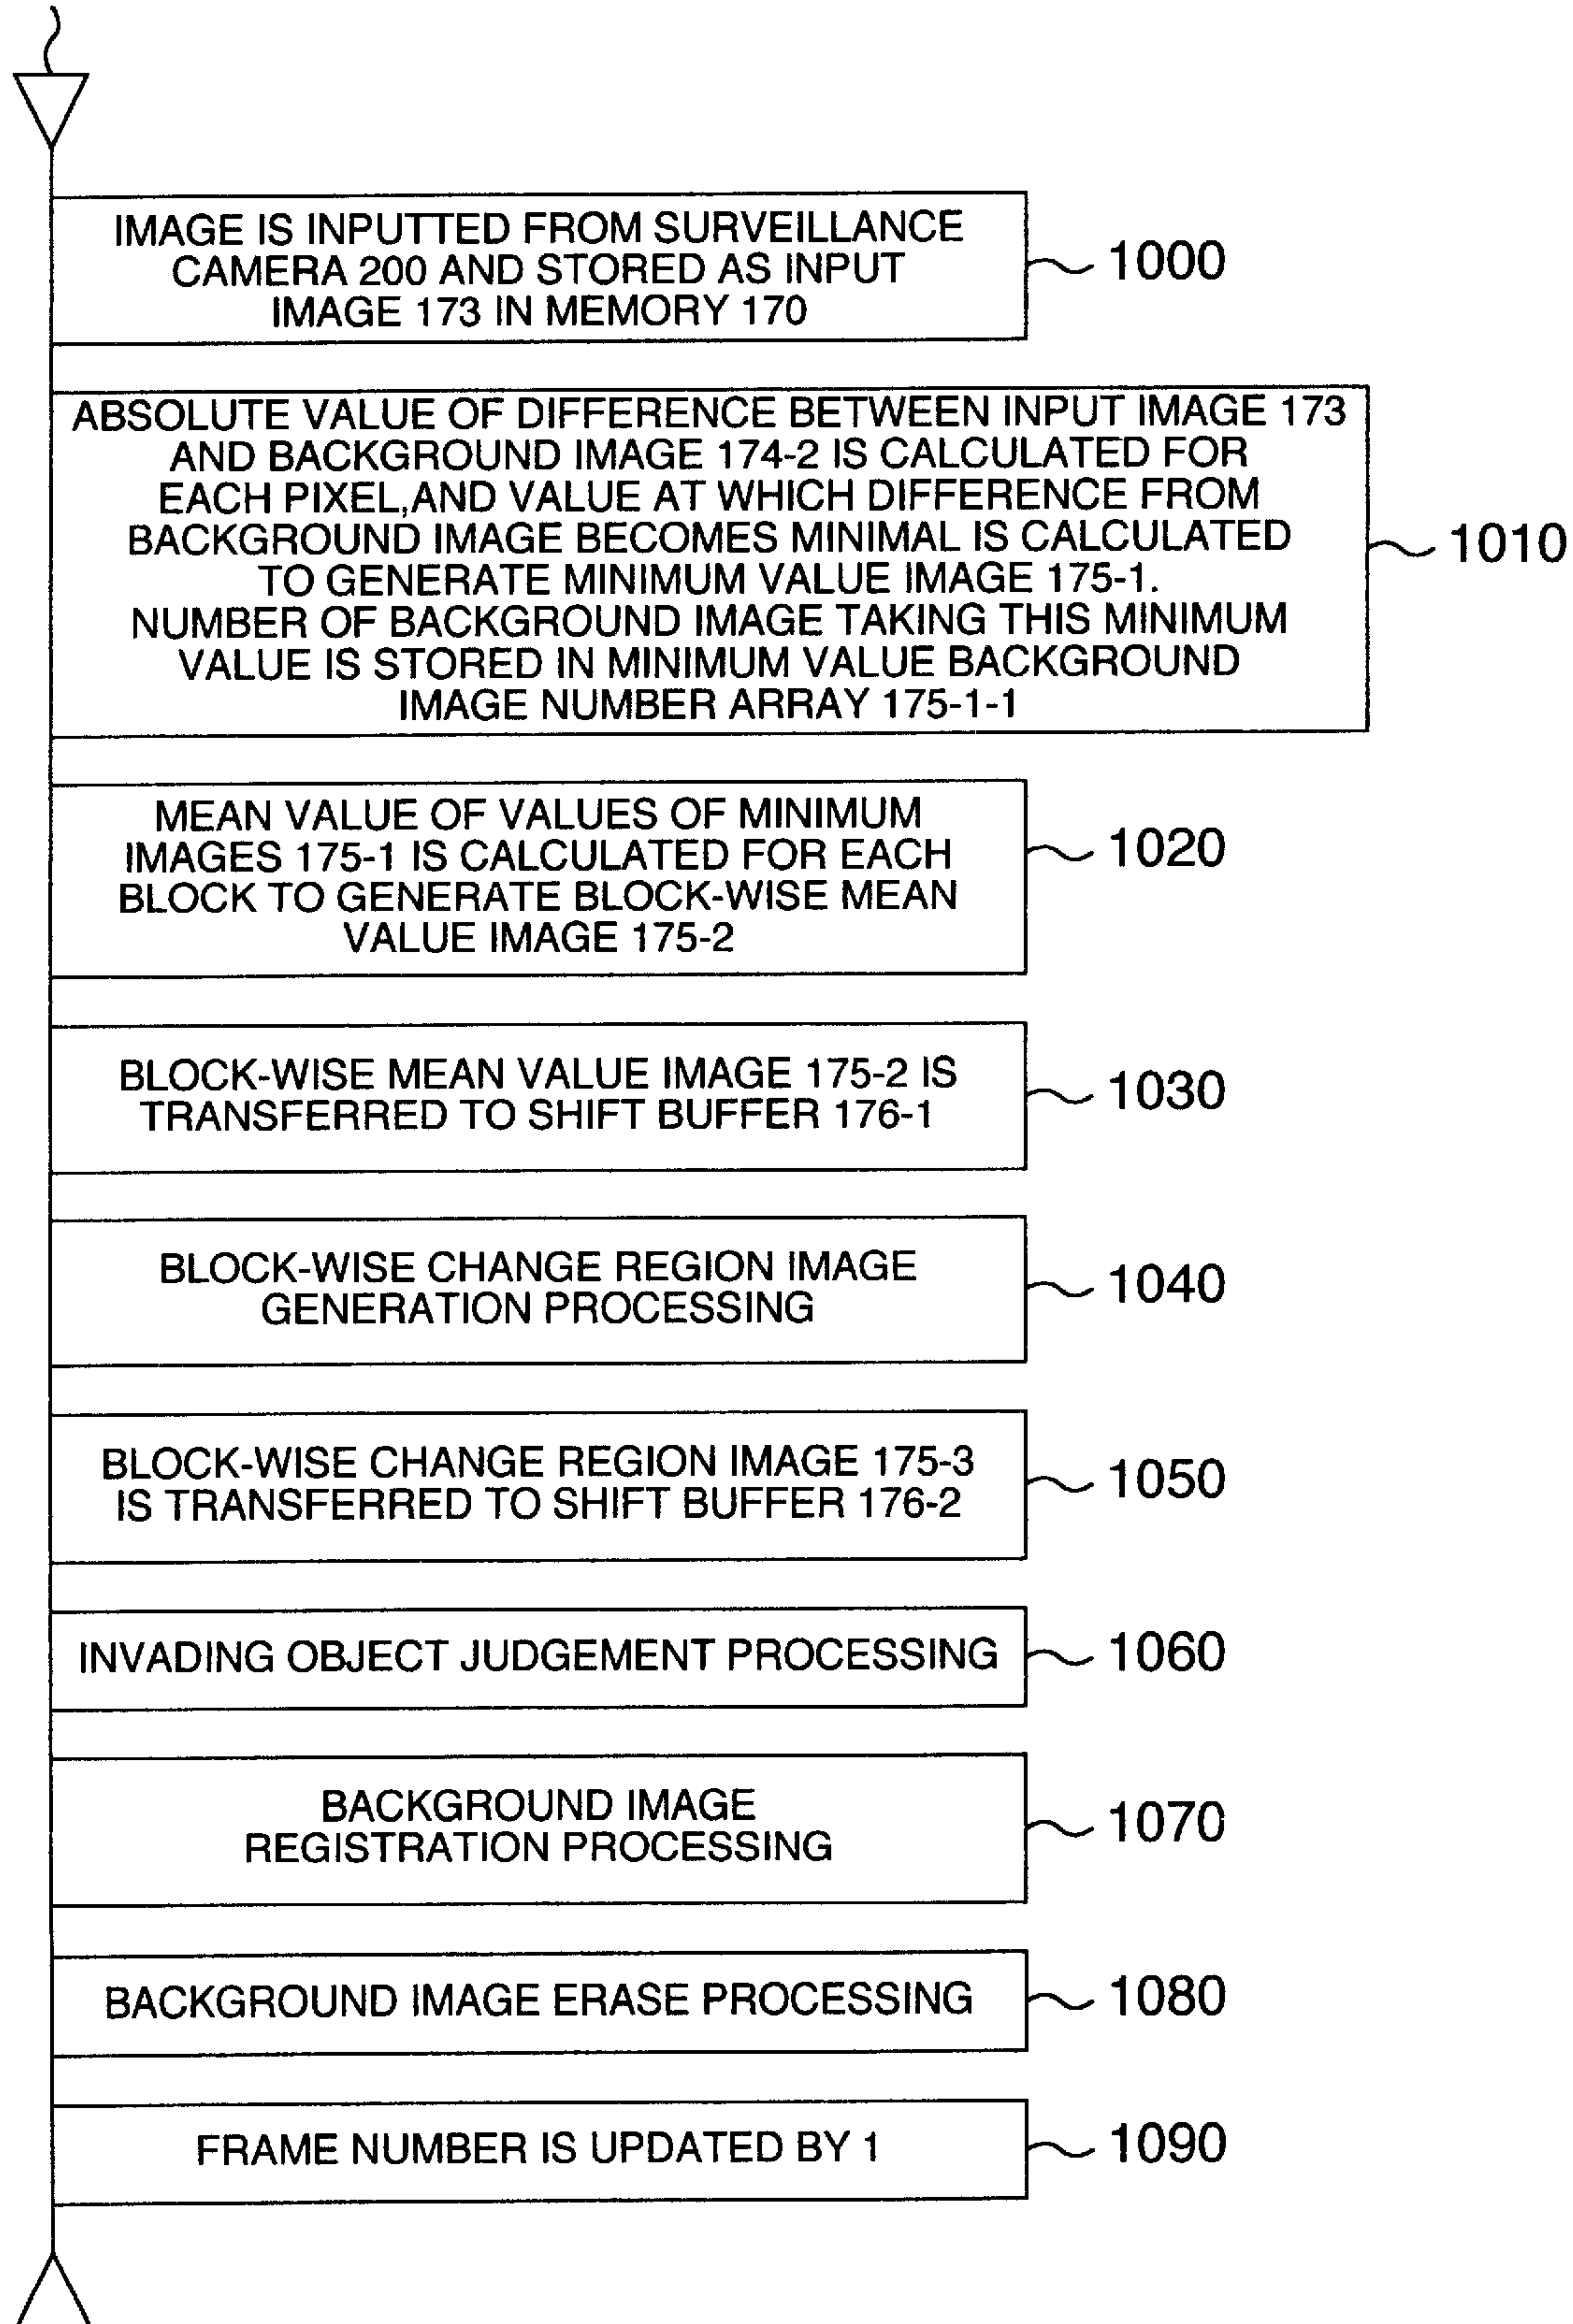 IMAGE IS INPUTTED FROM SURVEILLANCE
CAMERA 200 AND STORED AS INPUT
IMAGE 173 IN MEMORY 170
1000
ABSOLUTE VALUE OF DIFFERENCE BETWEEN INPUT IMAGE 173
AND BACKGROUND IMAGE 174-2 IS CALCULATED FOR
EACH PIXEL,AND VALUE AT WHICH DIFFERENCE FROM
BACKGROUND IMAGE BECOMES MINIMAL IS CALCULATED
TO GENERATE MINIMUM VALUE IMAGE 175-1.
NUMBER OF BACKGROUND IMAGE TAKING THIS MINIMUM
VALUE IS STORED IN MINIMUM VALUE BACKGROUND
IMAGE NUMBER ARRAY 175-1-1
1010
MEAN VALUE OF VALUES OF MINIMUM
IMAGES 175-1 IS CALCULATED FOR EACH
BLOCK TO GENERATE BLOCK-WISE MEAN
VALUE IMAGE 175-2
1020
BLOCK-WISE MEAN VALUE IMAGE 175-2 IS
TRANSFERRED TO SHIFT BUFFER 176-1
1030
BLOCK-WISE CHANGE REGION IMAGE
GENERATION PROCESSING
1040
BLOCK-WISE CHANGE REGION IMAGE 175-3
IS TRANSFERRED TO SHIFT BUFFER 176-2
1050
INVADING OBJECT JUDGEMENT PROCESSING
1060
BACKGROUND IMAGE
REGISTRATION PROCESSING
1070
BACKGROUND IMAGE ERASE PROCESSING
1080
FRAME NUMBER IS UPDATED BY 1
1090